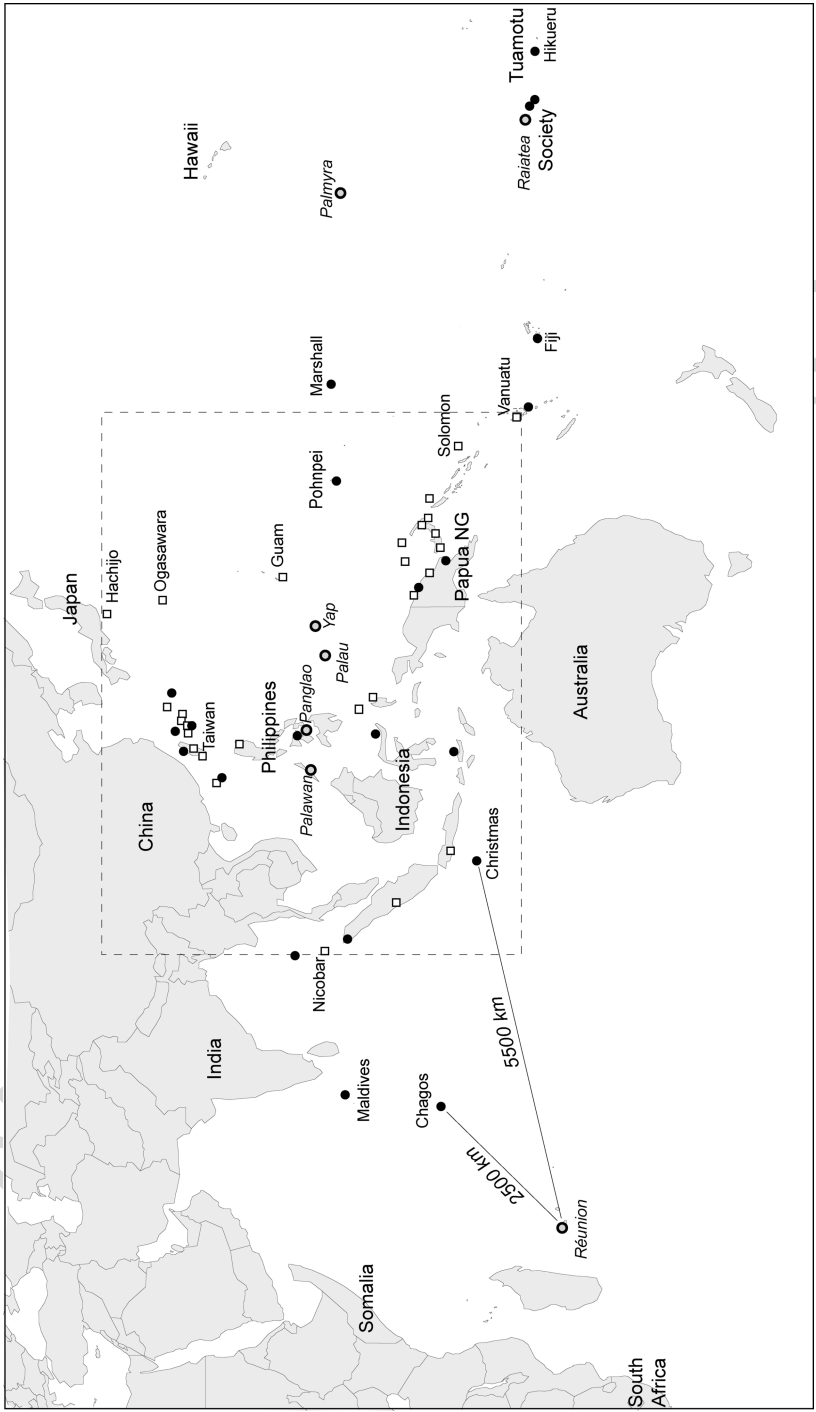 Japan
Hachijo
Ogasawara
China
Taiwan
Hawaii
India
Guam
Philippines
Pohnpei
Marshall
Palmyra
Yap
Palau
Panglao
Palawan
Nicobar
Maldives
Somalia
Indonesia
Papua NG
Solomon
Chagos
Christmas
Vanuatu
Fiji
Raiatea
Society
Tuamotu
Hikueru
2500 km
5500 km
Réunion
Australia
South
Africa